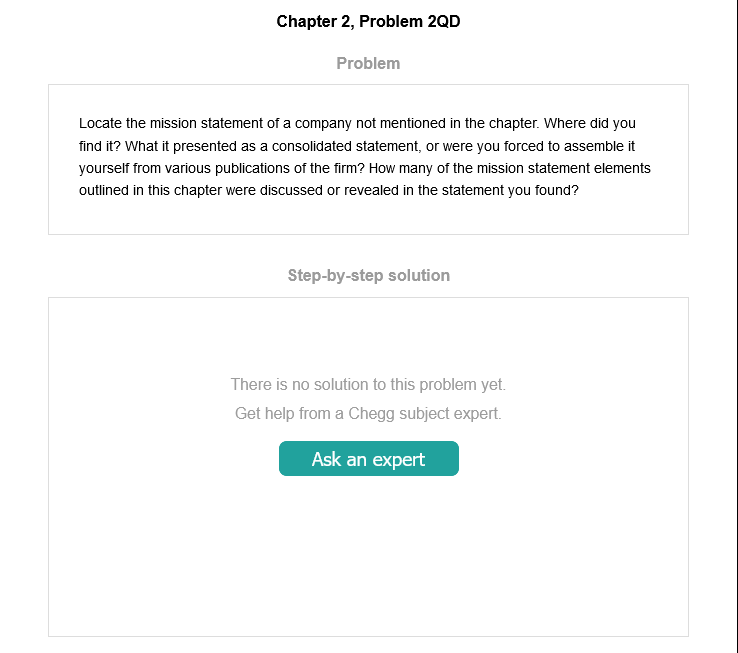 Chapter 2, Problem 2QD
Problem
Locate the mission statement of a company not mentioned in the chapter. Where did you
find it? What it presented as a consolidated statement, or were you forced to assemble it
yourself from various publications of the firm? How many of the mission statement elements
outlined in this chapter were discussed or revealed in the statement you found?
Step-by-step solution
There is no solution to this problem yet.
Get help from a Chegg subject expert.
Ask an expert